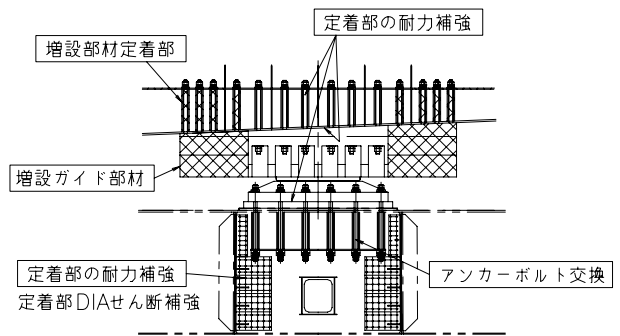 定着部の耐力補強
増設部材定着部
増設ガイド部材
定着部の耐力補強
定着部DIAせん断補強
アンカーボルト交換